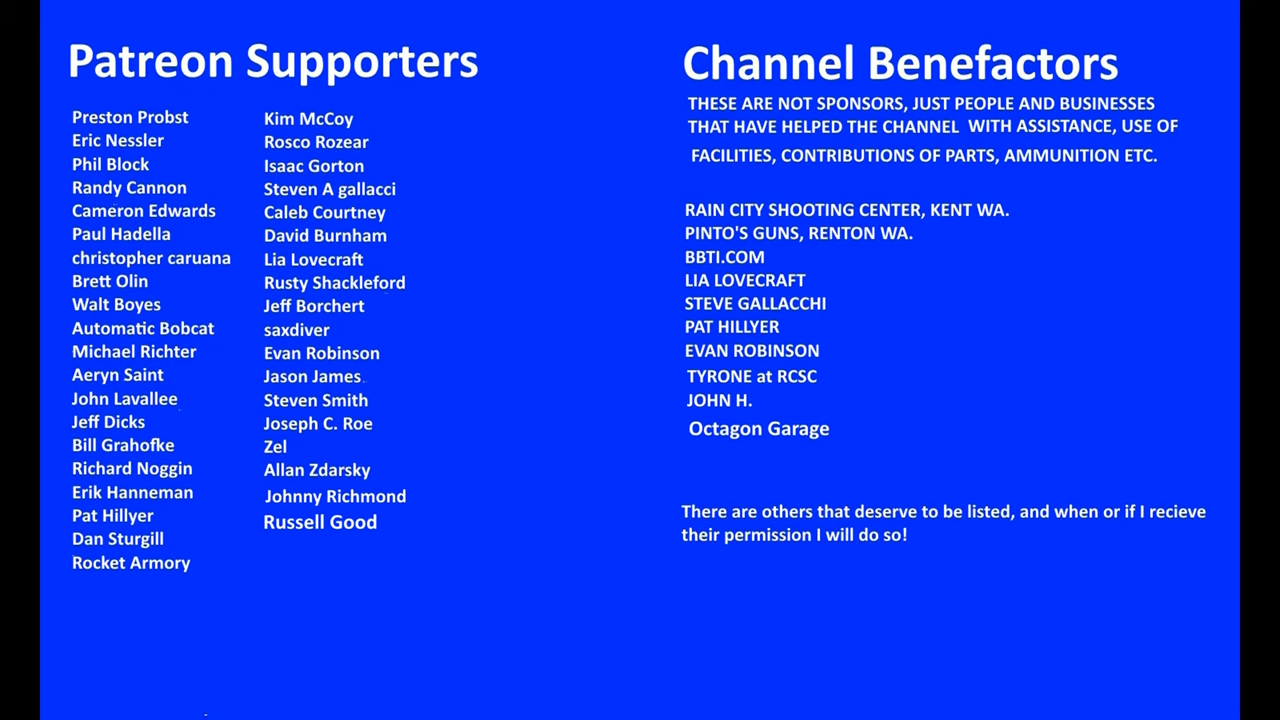 Patreon Supporters
Preston Probst
Eric Nessler
Phil Block
Randy Cannon
Cameron Edwards
Paul Hadella
christopher caruana
Brett Olin
Walt Boyes
Automatic Bobcat
Michael Richter
Aeryn Saint
John Lavallee
Jeff Dicks
Bill Grahofke
Richard Noggin
Erik Hanneman
Pat Hillyer
Dan Sturgill
Rocket Armory
Kim McCoy
Rosco Rozear
Isaac Gorton
Steven A gallacci
Caleb Courtney
David Burnham
Lia Lovecraft
Rusty Shackleford
Jeff Borchert
saxdiver
Evan Robinson
Jason James
Steven Smith
Joseph C. Roe
Zel
Allan Zdarsky
Johnny Richmond
Russell Good
Channel Benefactors
THESE ARE NOT SPONSORS, JUST PEOPLE AND BUSINESSES
THAT HAVE HELPED THE CHANNEL WITH ASSISTANCE, USE OF
FACILITIES, CONTRIBUTIONS OF PARTS, AMMUNITION ETC.
RAIN CITY SHOOTING CENTER, KENT WA.
PINTO'S GUNS, RENTON WA.
BBTI.COM
LIA LOVECRAFT
STEVE GALLACCHI
PAT HILLYER
EVAN ROBINSON
TYRONE at RCSC
JOHN H.
Octagon Garage
There are others that deserve to be listed, and when or if I recieve
their permission I will do so!